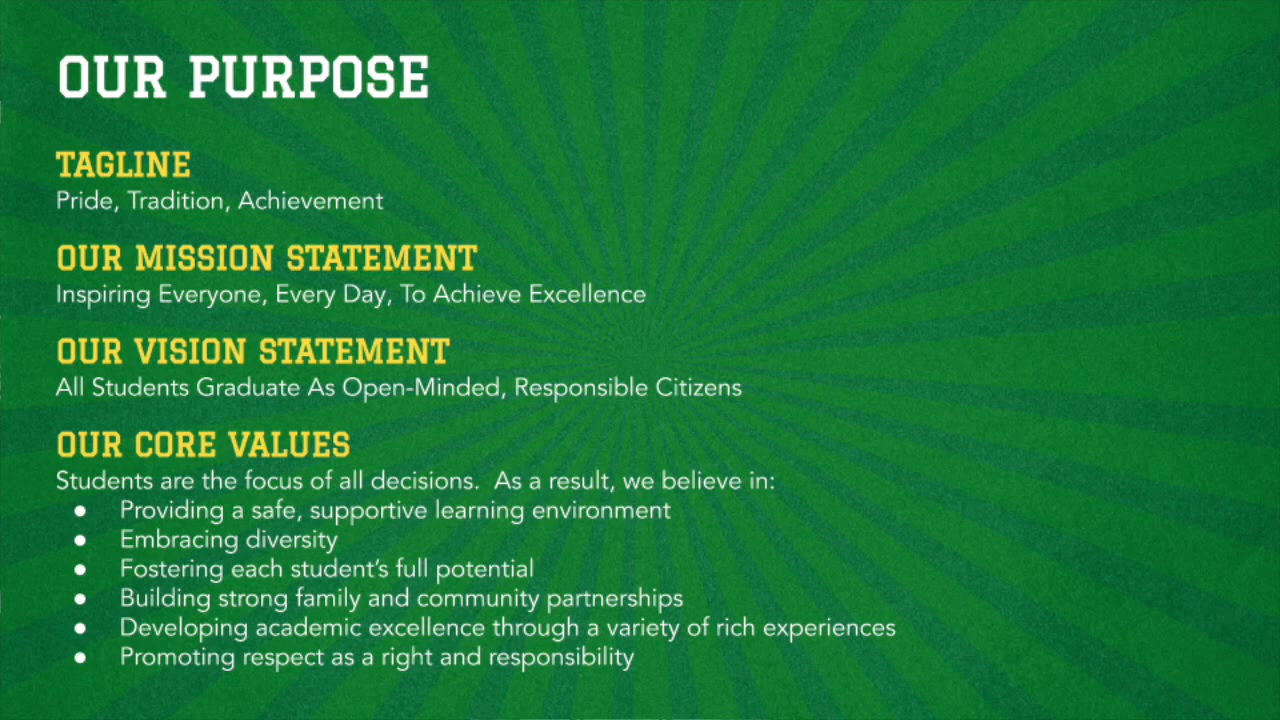 OUR PURPOSE
TAGLINE
Pride, Tradition, Achievement
OUR MISSION STATEMENT
Inspiring Everyone, Every Day, To Achieve Excellence
OUR VISION STATEMENT
All Students Graduate As Open-Minded, Responsible Citizens
OUR CORE VALUES
Students are the focus of all decisions.  As a result, we believe in:
● Providing a safe, supportive learning environment
● Embracing diversity
● Fostering each student’s full potential
● Building strong family and community partnerships
● Developing academic excellence through a variety of rich experiences
● Promoting respect as a right and responsibility